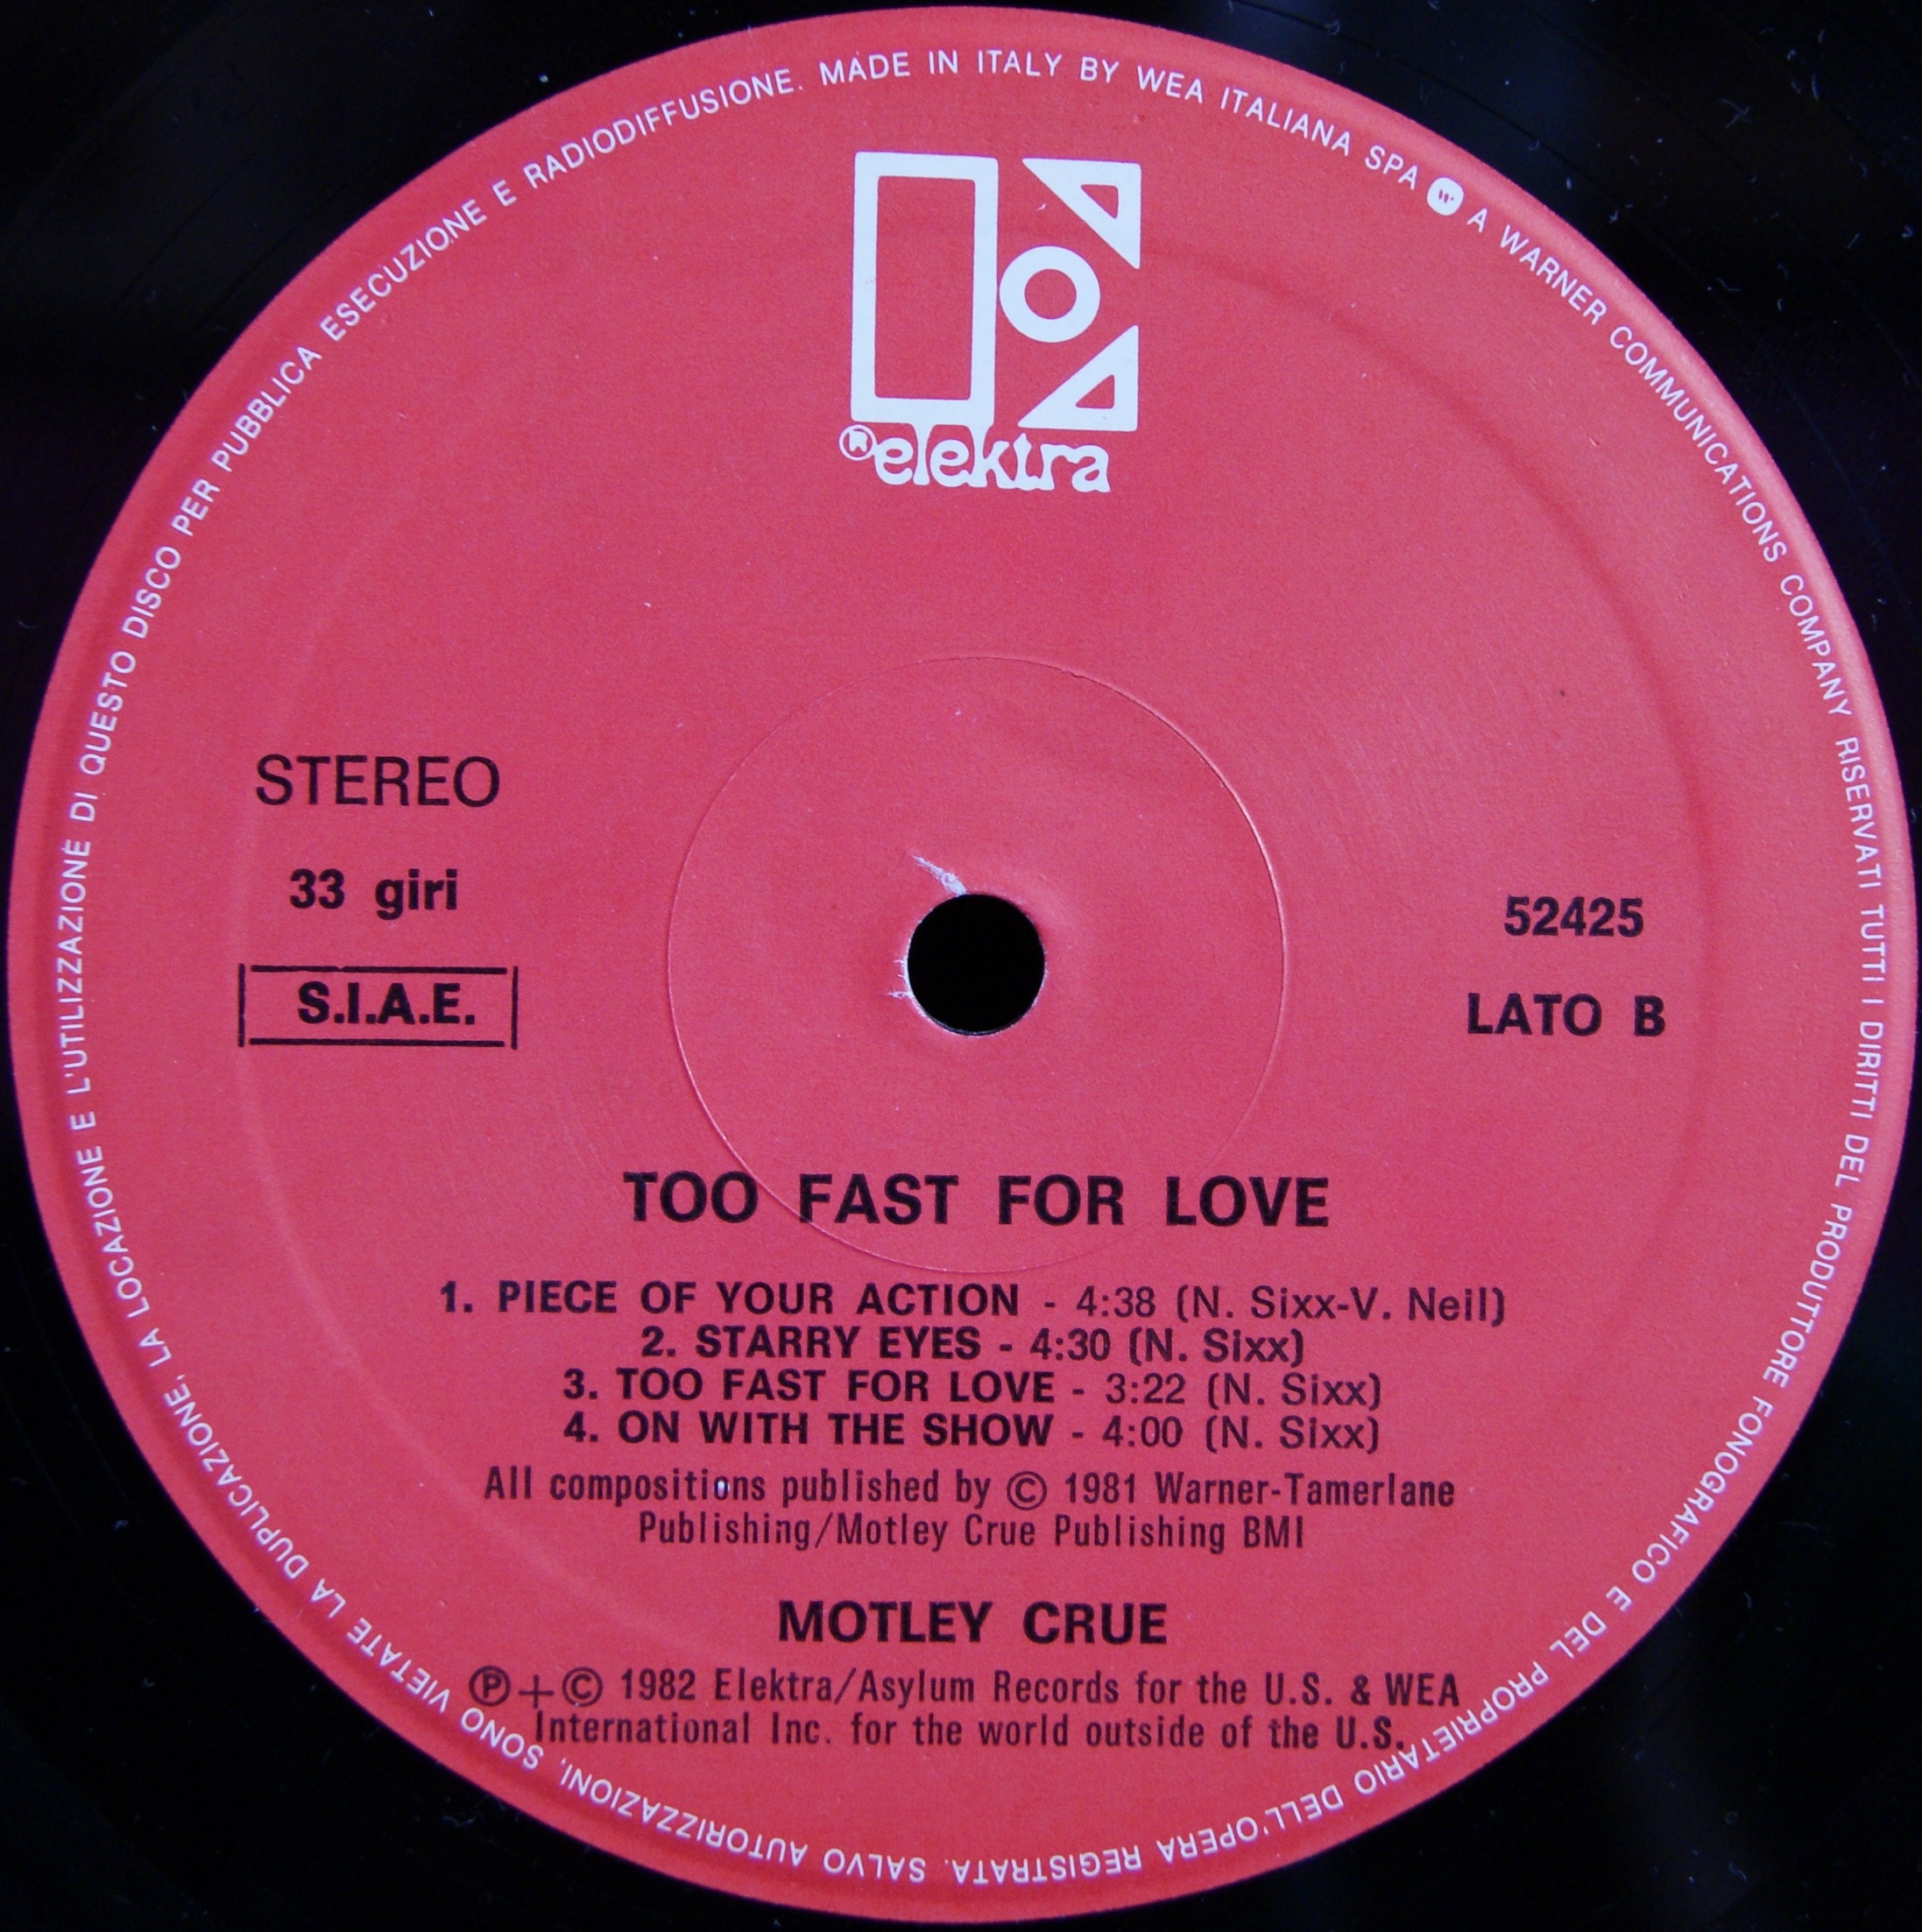 MADE IN ITALY BY WEA ITALIANA SPA W A WARNER COMMUNICATIONS COMPANY RISERVATI TUTTI I DIRITTI DEL PRODUTTORE FONOGRAFICO E DEL PROPRIETARIO DELL'OPERA REGISTRATA. SALVO AUTORIZZAZIONI, SONO VIETATE LA DUPLICAZIONE, LA LOCAZIONE E L'UTILIZZAZIONE DI QUESTO DISCO PER PUBBLICA ESECUZIONE E RADIODIFFUSIONE.
®elektra
STEREO
33 giri
S.I.A.E.
52425
LATO B
TOO FAST FOR LOVE
1. PIECE OF YOUR ACTION - 4:38 (N. Sixx-V. Neil)
2. STARRY EYES - 4:30 (N. Sixx)
3. TOO FAST FOR LOVE - 3:22 (N. Sixx)
4. ON WITH THE SHOW - 4:00 (N. Sixx)
All compositions published by © 1981 Warner-Tamerlane
Publishing/Motley Crue Publishing BMI
MOTLEY CRUE
℗+© 1982 Elektra/Asylum Records for the U.S. & WEA
International Inc. for the world outside of the U.S.